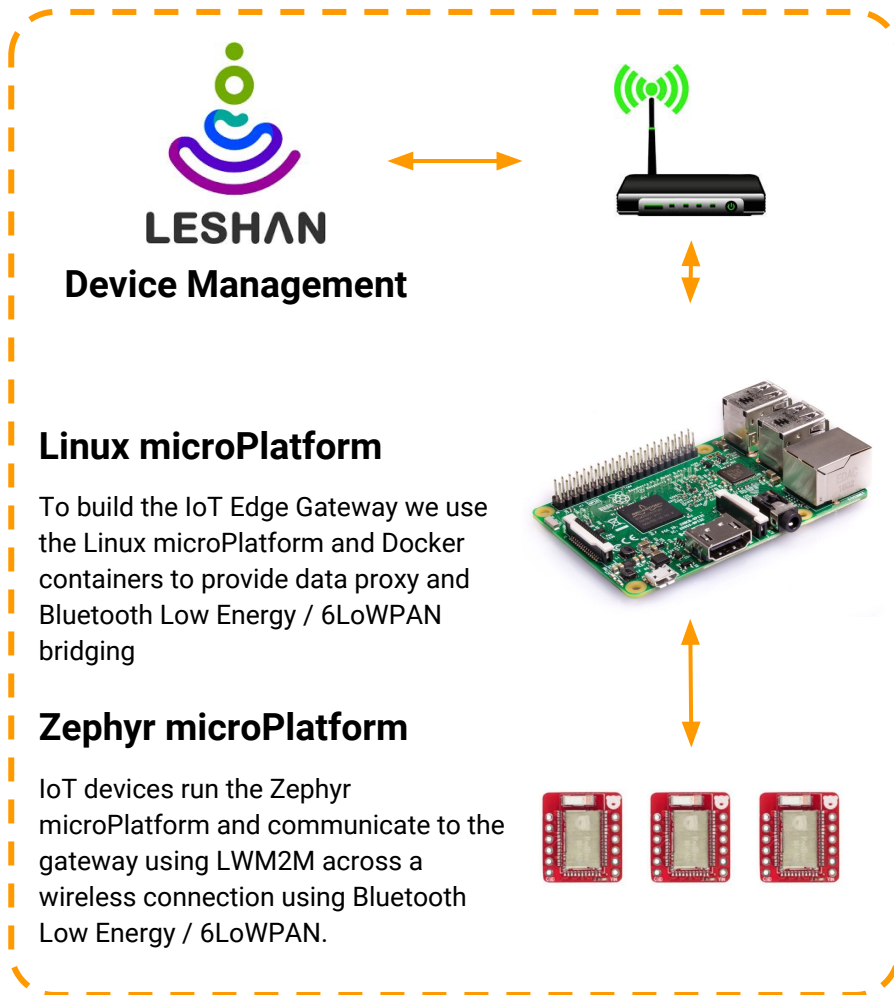 LESHAN
Device Management
Linux microPlatform
To build the IoT Edge Gateway we use
the Linux microPlatform and Docker
containers to provide data proxy and
Bluetooth Low Energy / 6LoWPAN
bridging
Zephyr microPlatform
IoT devices run the Zephyr
microPlatform and communicate to the
gateway using LWM2M across a
wireless connection using Bluetooth
Low Energy / 6LoWPAN.